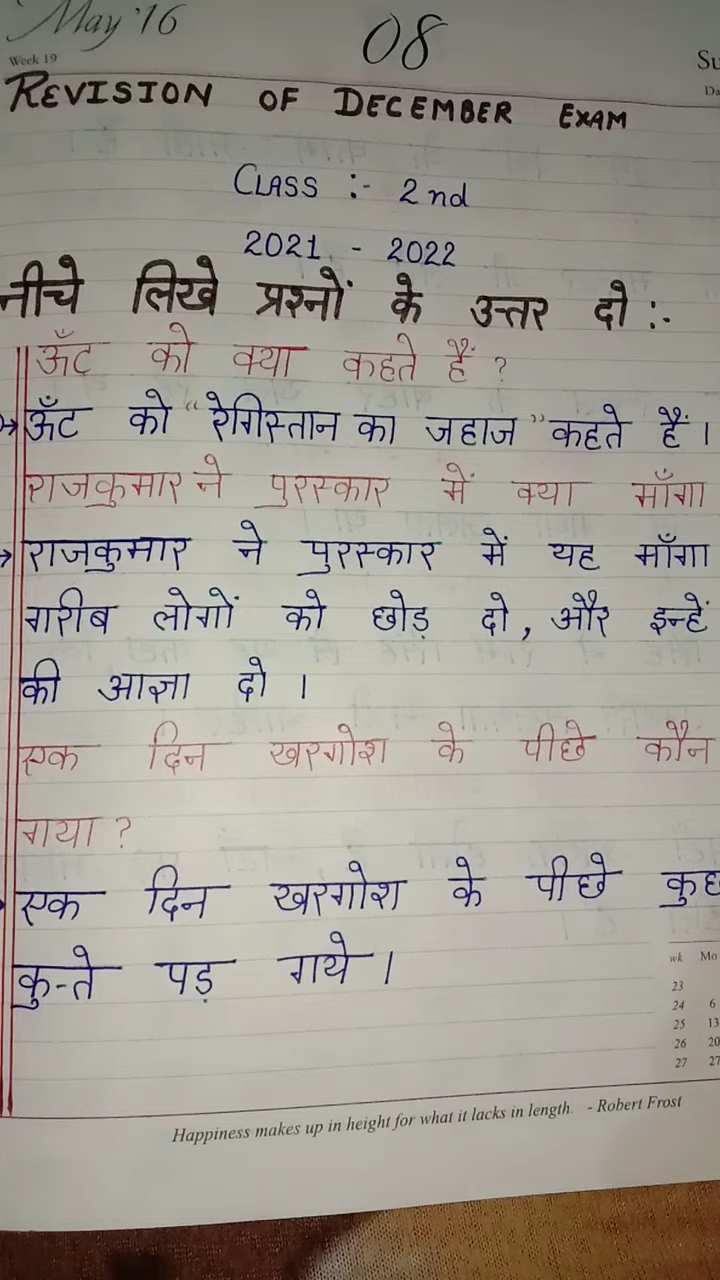 May '16
08
Week 19
Su
Da
REVISION OF DECEMBER EXAM
CLASS :- 2nd
2021 - 2022
नीचे लिखे प्रश्नों के उत्तर दो :-
ऊँट को क्या कहते हैं ?
→ ऊँट को "रेगिस्तान का जहाज" कहते हैं ।
राजकुमार ने पुरस्कार में क्या माँगा
→ राजकुमार ने पुरस्कार में यह माँगा
गरीब लोगों को छोड़ दो, और इन्हें
की आज्ञा दो ।
एक दिन खरगोश के पीछे कौन
गया ?
एक दिन खरगोश के पीछे कुछ
कु-ते पड़ गये ।
wk Mo
23
24 6
25 13
26 20
27 27
Happiness makes up in height for what it lacks in length. - Robert Frost